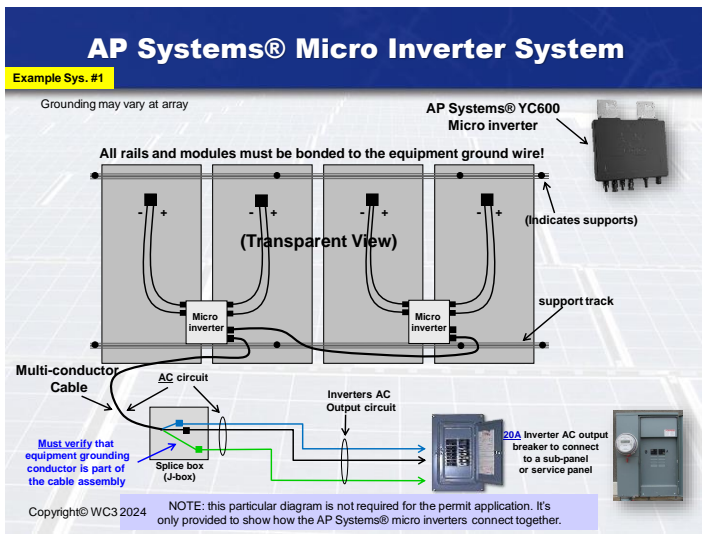 AP Systems® Micro Inverter System
Example Sys. #1
Grounding may vary at array
AP Systems® YC600
Micro inverter
All rails and modules must be bonded to the equipment ground wire!
- +
- +
- +
- +
(Indicates supports)
(Transparent View)
Micro
inverter
Micro
inverter
support track
Multi-conductor
Cable
AC circuit
Inverters AC
Output circuit
Must verify that
equipment grounding
conductor is part of
the cable assembly
Splice box
(J-box)
20A Inverter AC output
breaker to connect
to a sub-panel
or service panel
Copyright© WC3 2024
NOTE: this particular diagram is not required for the permit application. It's
only provided to show how the AP Systems® micro inverters connect together.